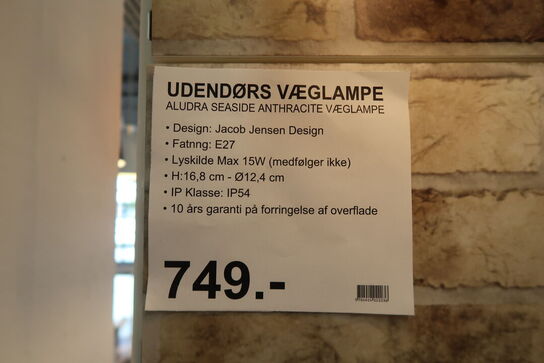 UDENDØRS VÆGLAMPE
ALUDRA SEASIDE ANTHRACITE VÆGLAMPE
• Design: Jacob Jensen Design
• Fatnng: E27
• Lyskilde Max 15W (medfølger ikke)
• H:16,8 cm - Ø12,4 cm
• IP Klasse: IP54
• 10 års garanti på forringelse af overflade
749.-